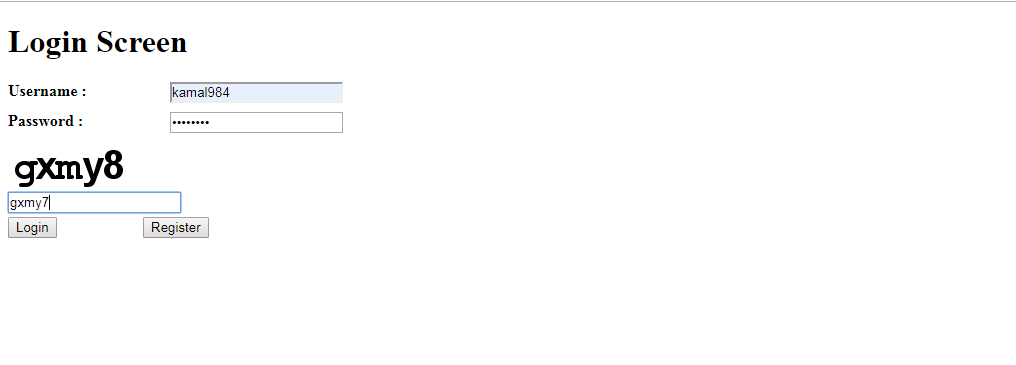 Login Screen
Username : kamal984
Password : ••••••••
gxmy8
gxmy7
Login Register